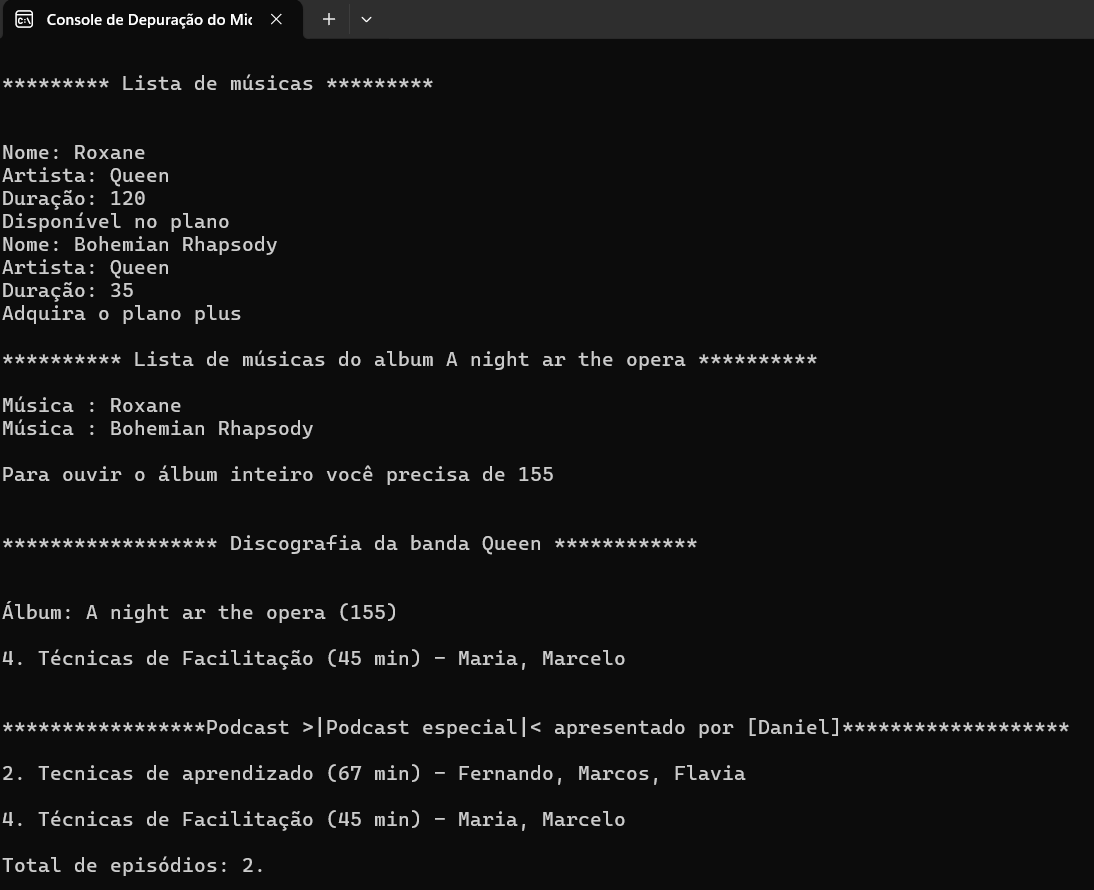 Console de Depuração do Mic
********* Lista de músicas *********
Nome: Roxane
Artista: Queen
Duração: 120
Disponível no plano
Nome: Bohemian Rhapsody
Artista: Queen
Duração: 35
Adquira o plano plus
********** Lista de músicas do album A night ar the opera **********
Música : Roxane
Música : Bohemian Rhapsody
Para ouvir o álbum inteiro você precisa de 155
****************** Discografia da banda Queen ************
Álbum: A night ar the opera (155)
4. Técnicas de Facilitação (45 min) - Maria, Marcelo
*****************Podcast >|Podcast especial|< apresentado por [Daniel]*******************
2. Tecnicas de aprendizado (67 min) - Fernando, Marcos, Flavia
4. Técnicas de Facilitação (45 min) - Maria, Marcelo
Total de episódios: 2.